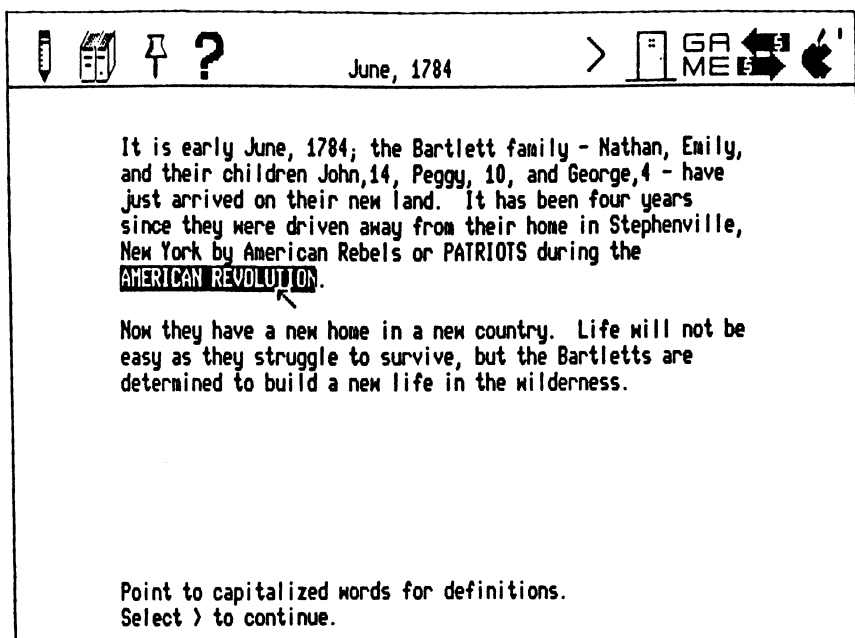 ?
June, 1784
>
GA
ME
$
$
It is early June, 1784; the Bartlett family - Nathan, Emily,
and their children John,14, Peggy, 10, and George,4 - have
just arrived on their new land.  It has been four years
since they were driven away from their home in Stephenville,
New York by American Rebels or PATRIOTS during the
AMERICAN REVOLUTION.
Now they have a new home in a new country.  Life will not be
easy as they struggle to survive, but the Bartletts are
determined to build a new life in the wilderness.
Point to capitalized words for definitions.
Select > to continue.